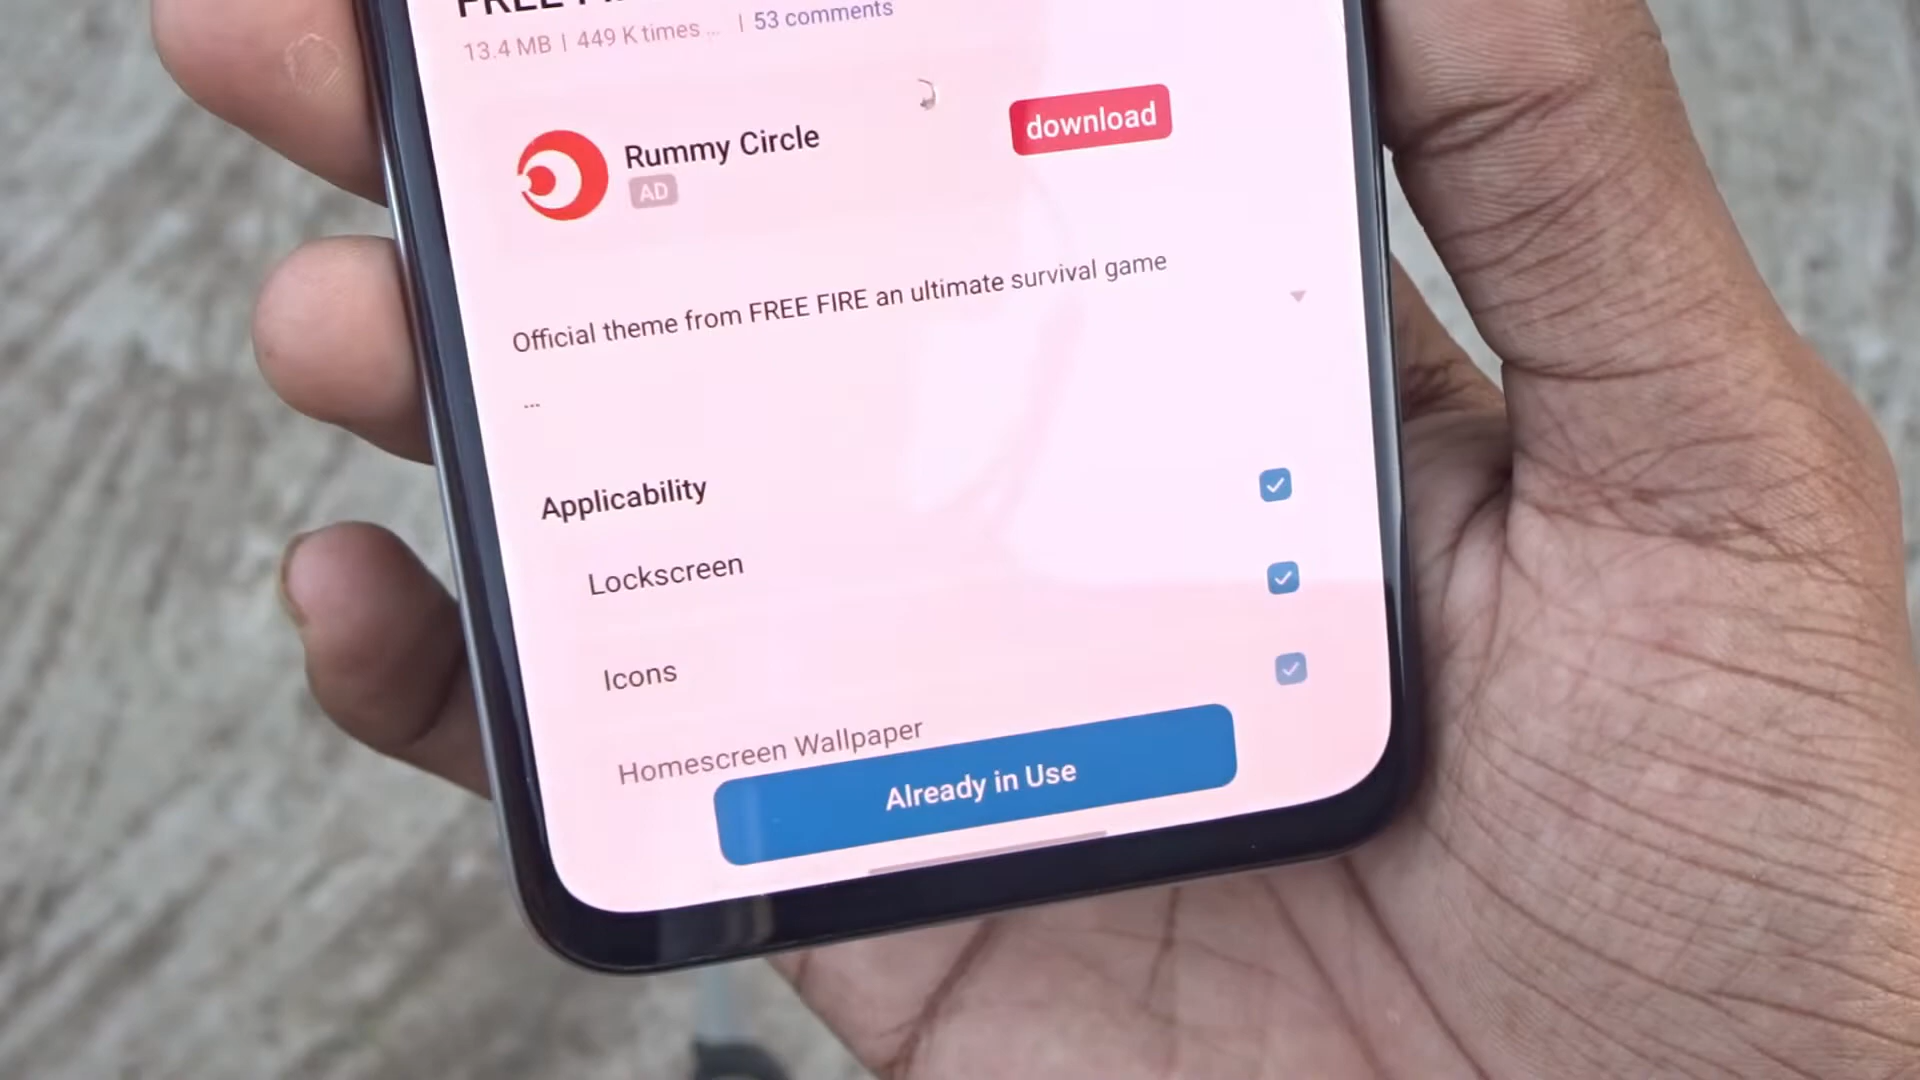 FREE
13.4 MB | 449 K times ... | 53 comments
Rummy Circle
AD
download
Official theme from FREE FIRE an ultimate survival game
...
Applicability
Lockscreen
Icons
Homescreen Wallpaper
Already in Use